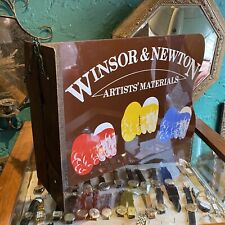 WINSOR & NEWTON
ARTISTS' MATERIALS